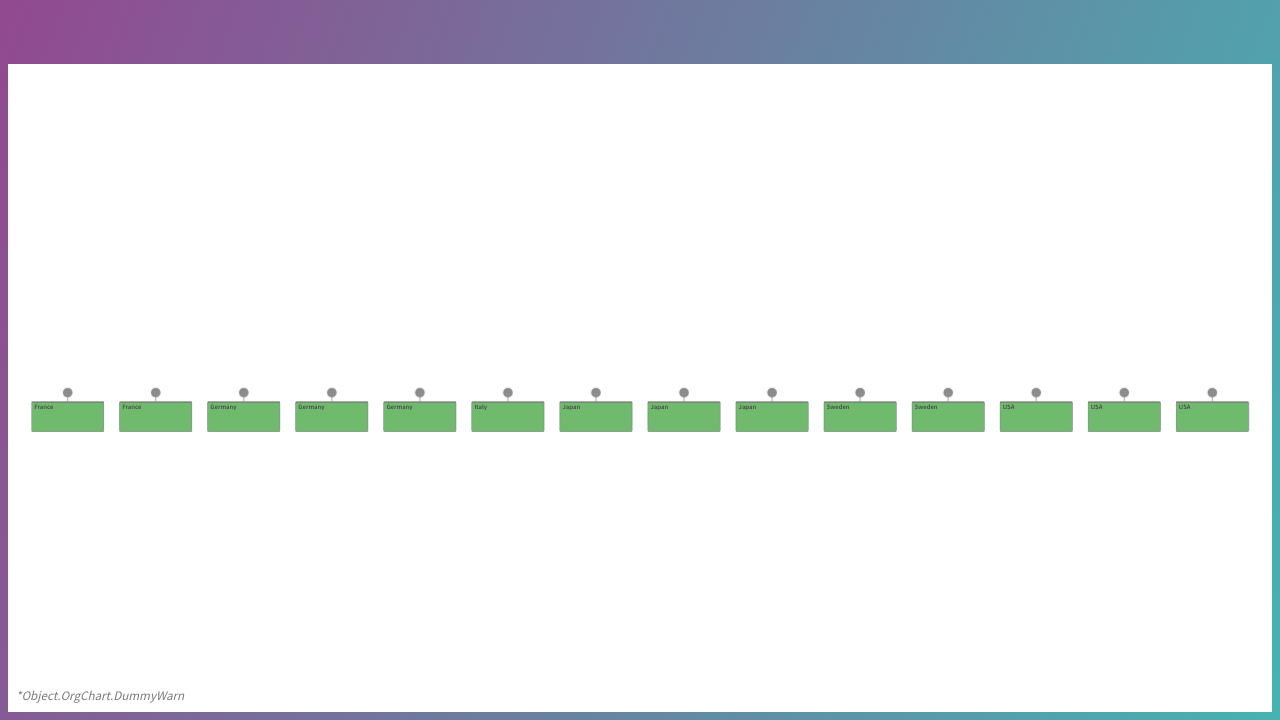 France
France
Germany
Germany
Germany
Italy
Japan
Japan
Japan
Sweden
Sweden
USA
USA
USA
*Object.OrgChart.DummyWarn